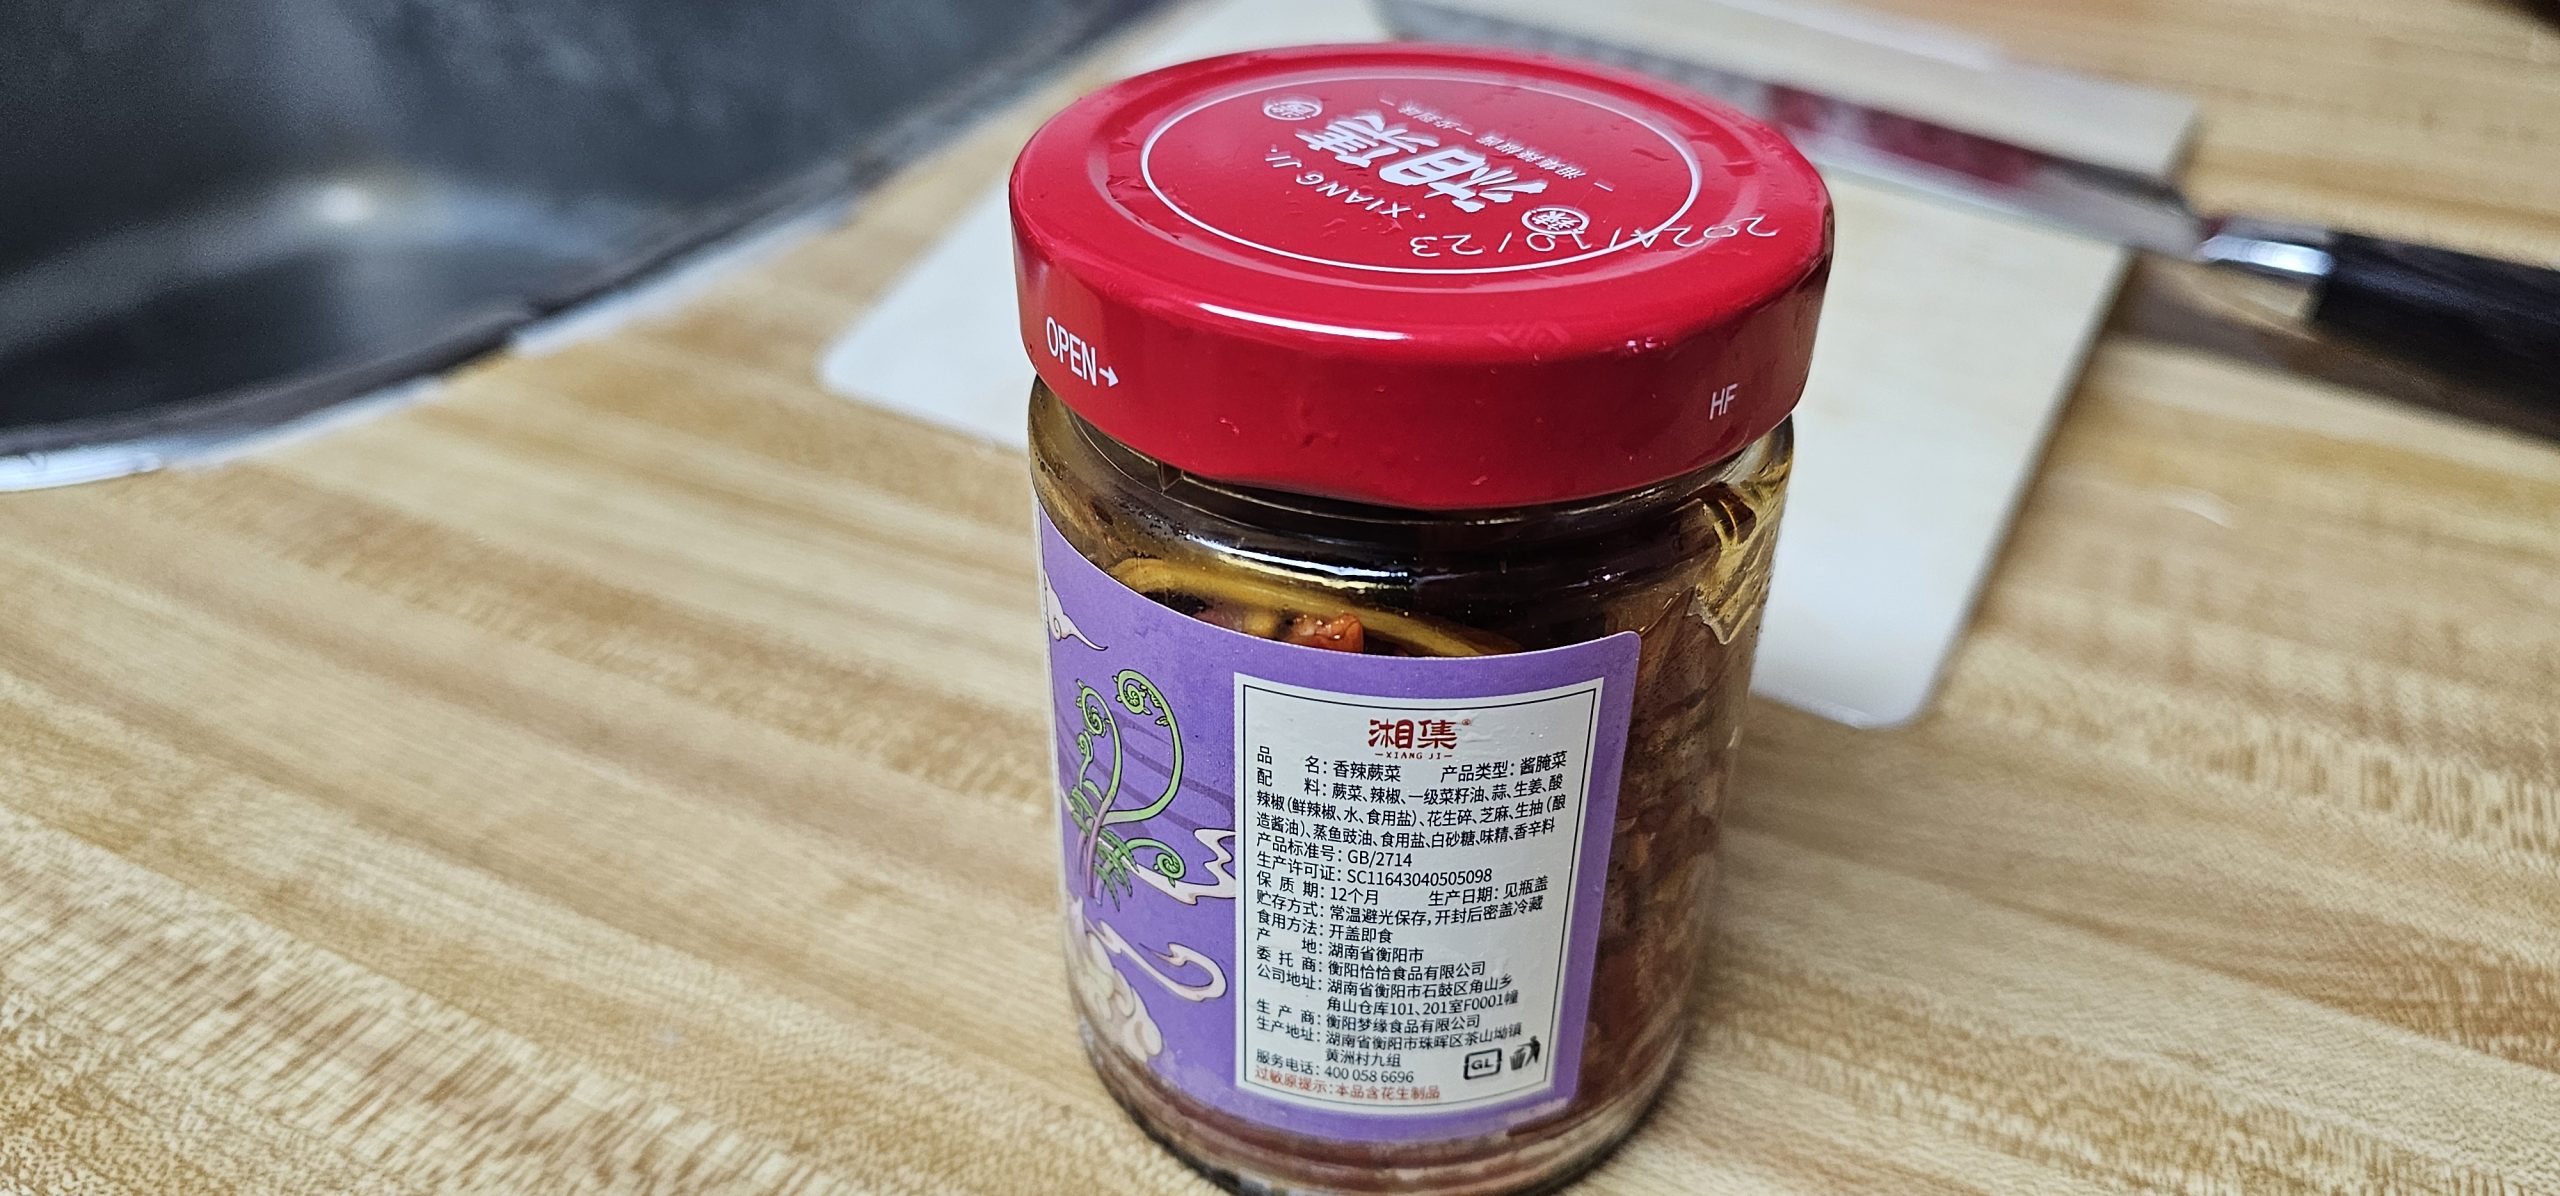 湘集
· XIANG JI ·
辣
OPEN→
HF
湘集®
—XIANG JI—
品 名：香辣蕨菜 产品类型：酱腌菜
配 料：蕨菜、辣椒、一级菜籽油、蒜、生姜、酸
辣椒（鲜辣椒、水、食用盐）、花生碎、芝麻、生抽（酿
造酱油）、蒸鱼豉油、食用盐、白砂糖、味精、香辛料
产品标准号：GB/2714
生产许可证：SC11643040505098
保 质 期：12个月 生产日期：见瓶盖
贮存方式：常温避光保存，开封后密盖冷藏
食用方法：开盖即食
产 地：湖南省衡阳市
委 托 商：衡阳恰恰食品有限公司
公司地址：湖南省衡阳市石鼓区角山乡
角山仓库101、201室F0001幢
生 产 商：衡阳梦缘食品有限公司
生产地址：湖南省衡阳市珠晖区茶山坳镇
黄洲村九组
服务电话：400 058 6696
GL
过敏原提示：本品含花生制品